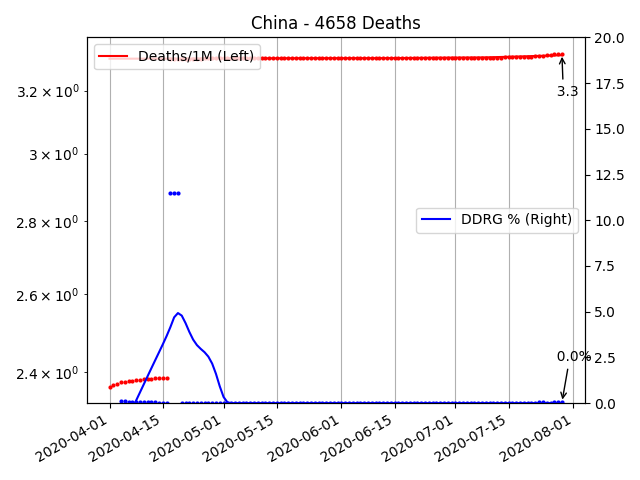 China - 4658 Deaths
Deaths/1M (Left)
DDRG % (Right)
3.3
0.0%
3.2 × 10⁰
3 × 10⁰
2.8 × 10⁰
2.6 × 10⁰
2.4 × 10⁰
20.0
17.5
15.0
12.5
10.0
7.5
5.0
2.5
0.0
2020-04-01
2020-04-15
2020-05-01
2020-05-15
2020-06-01
2020-06-15
2020-07-01
2020-07-15
2020-08-01